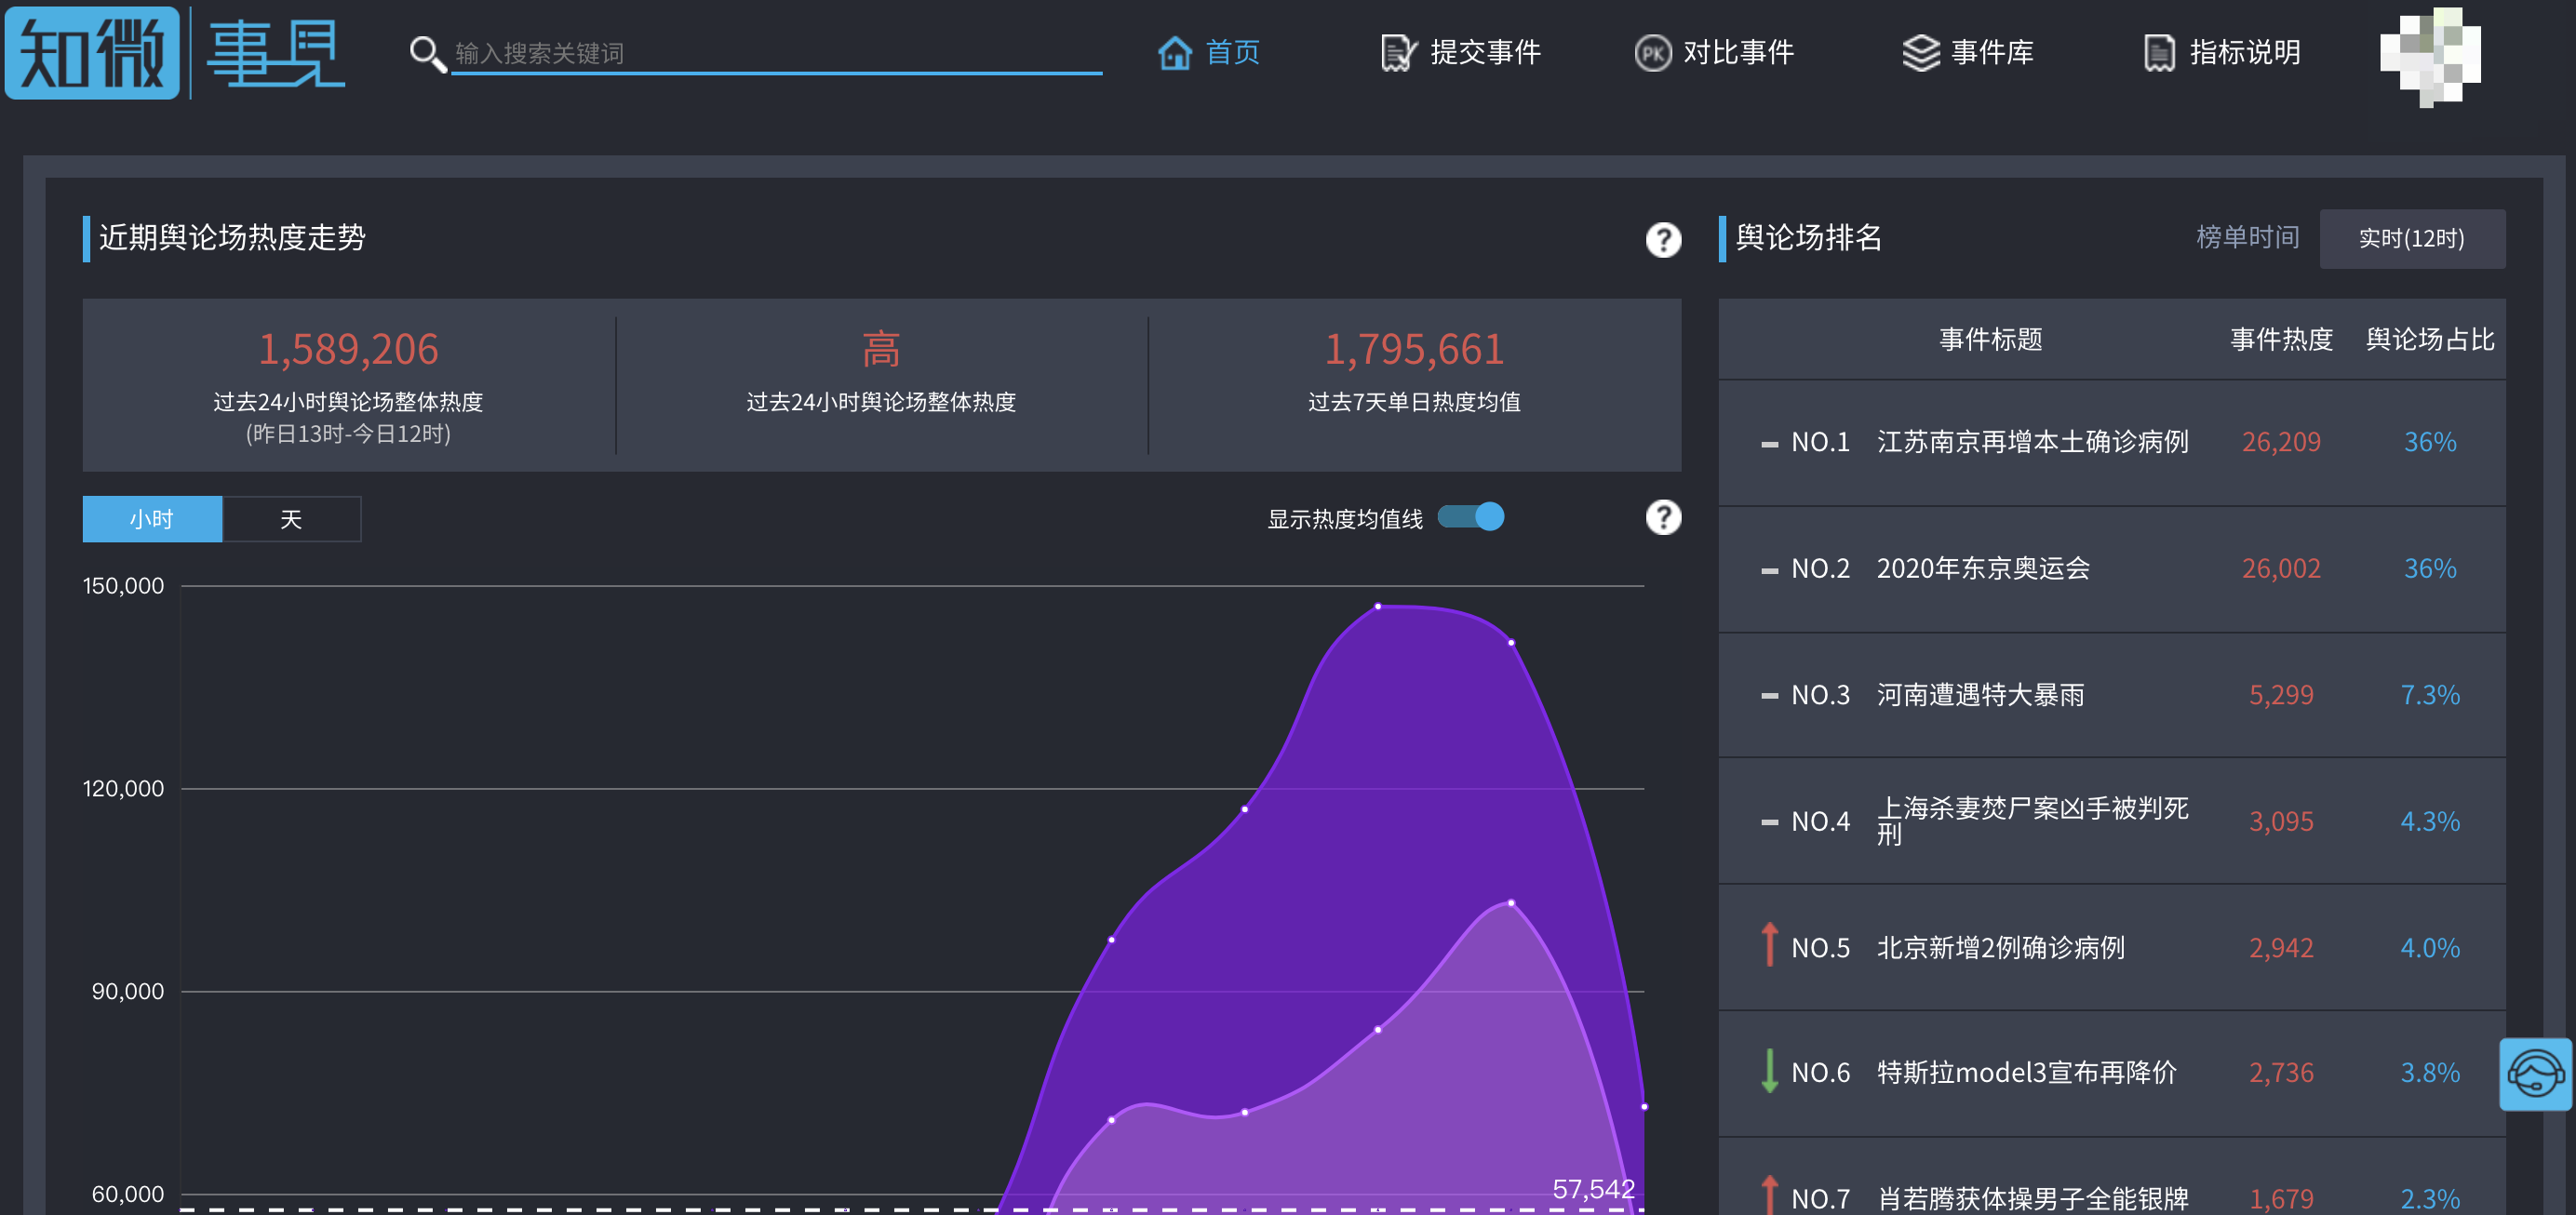 知微 事見
输入搜索关键词
首页
提交事件
PK 对比事件
事件库
指标说明
近期舆论场热度走势
?
1,589,206
过去24小时舆论场整体热度
(昨日13时-今日12时)
高
过去24小时舆论场整体热度
1,795,661
过去7天单日热度均值
小时
天
显示热度均值线
?
150,000
120,000
90,000
60,000
57,542
舆论场排名
榜单时间
实时(12时)
事件标题 事件热度 舆论场占比
NO.1 江苏南京再增本土确诊病例 26,209 36%
NO.2 2020年东京奥运会 26,002 36%
NO.3 河南遭遇特大暴雨 5,299 7.3%
NO.4 上海杀妻焚尸案凶手被判死
刑 3,095 4.3%
NO.5 北京新增2例确诊病例 2,942 4.0%
NO.6 特斯拉model3宣布再降价 2,736 3.8%
NO.7 肖若腾获体操男子全能银牌 1,679 2.3%